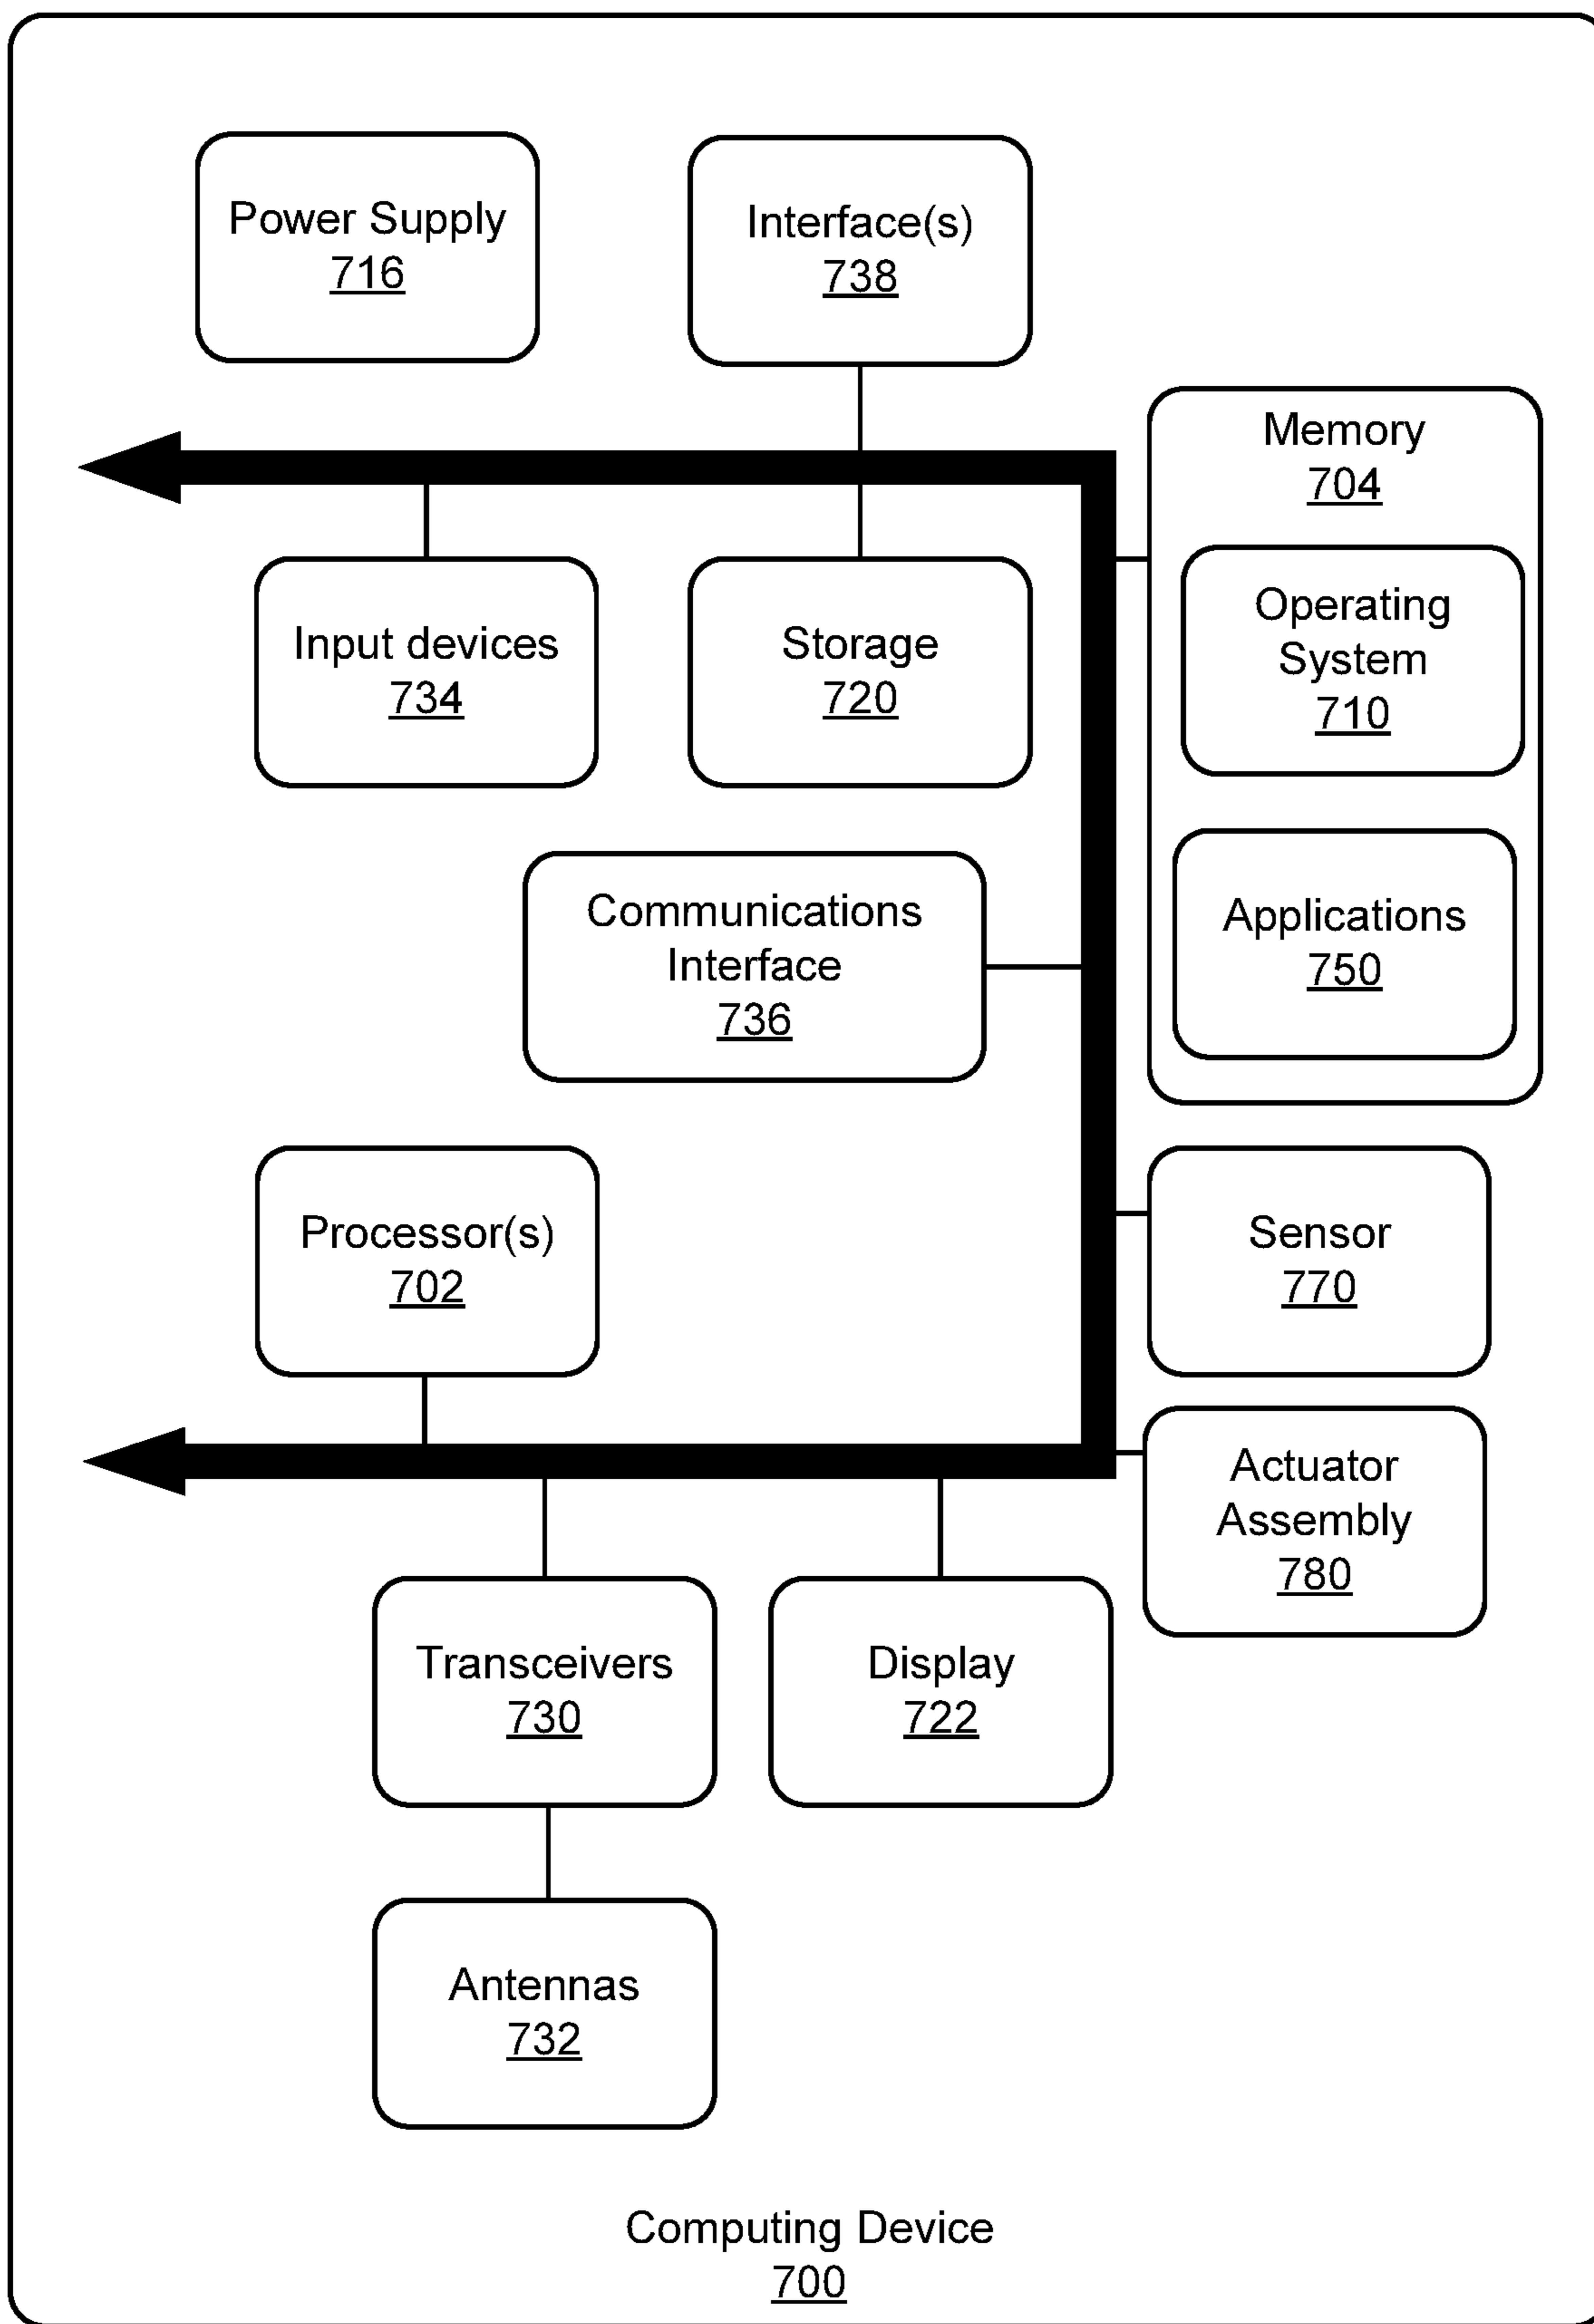 Power Supply
716
Interface(s)
738
Memory
704
Operating
System
710
Applications
750
Input devices
734
Storage
720
Communications
Interface
736
Processor(s)
702
Sensor
770
Actuator
Assembly
780
Transceivers
730
Display
722
Antennas
732
Computing Device
700